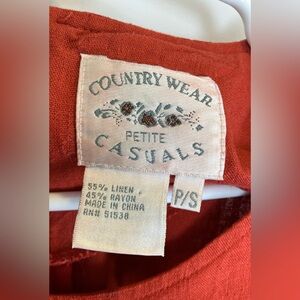 COUNTRY WEAR
PETITE
CASUALS
55% LINEN
45% RAYON
MADE IN CHINA
RN# 51538
P/S